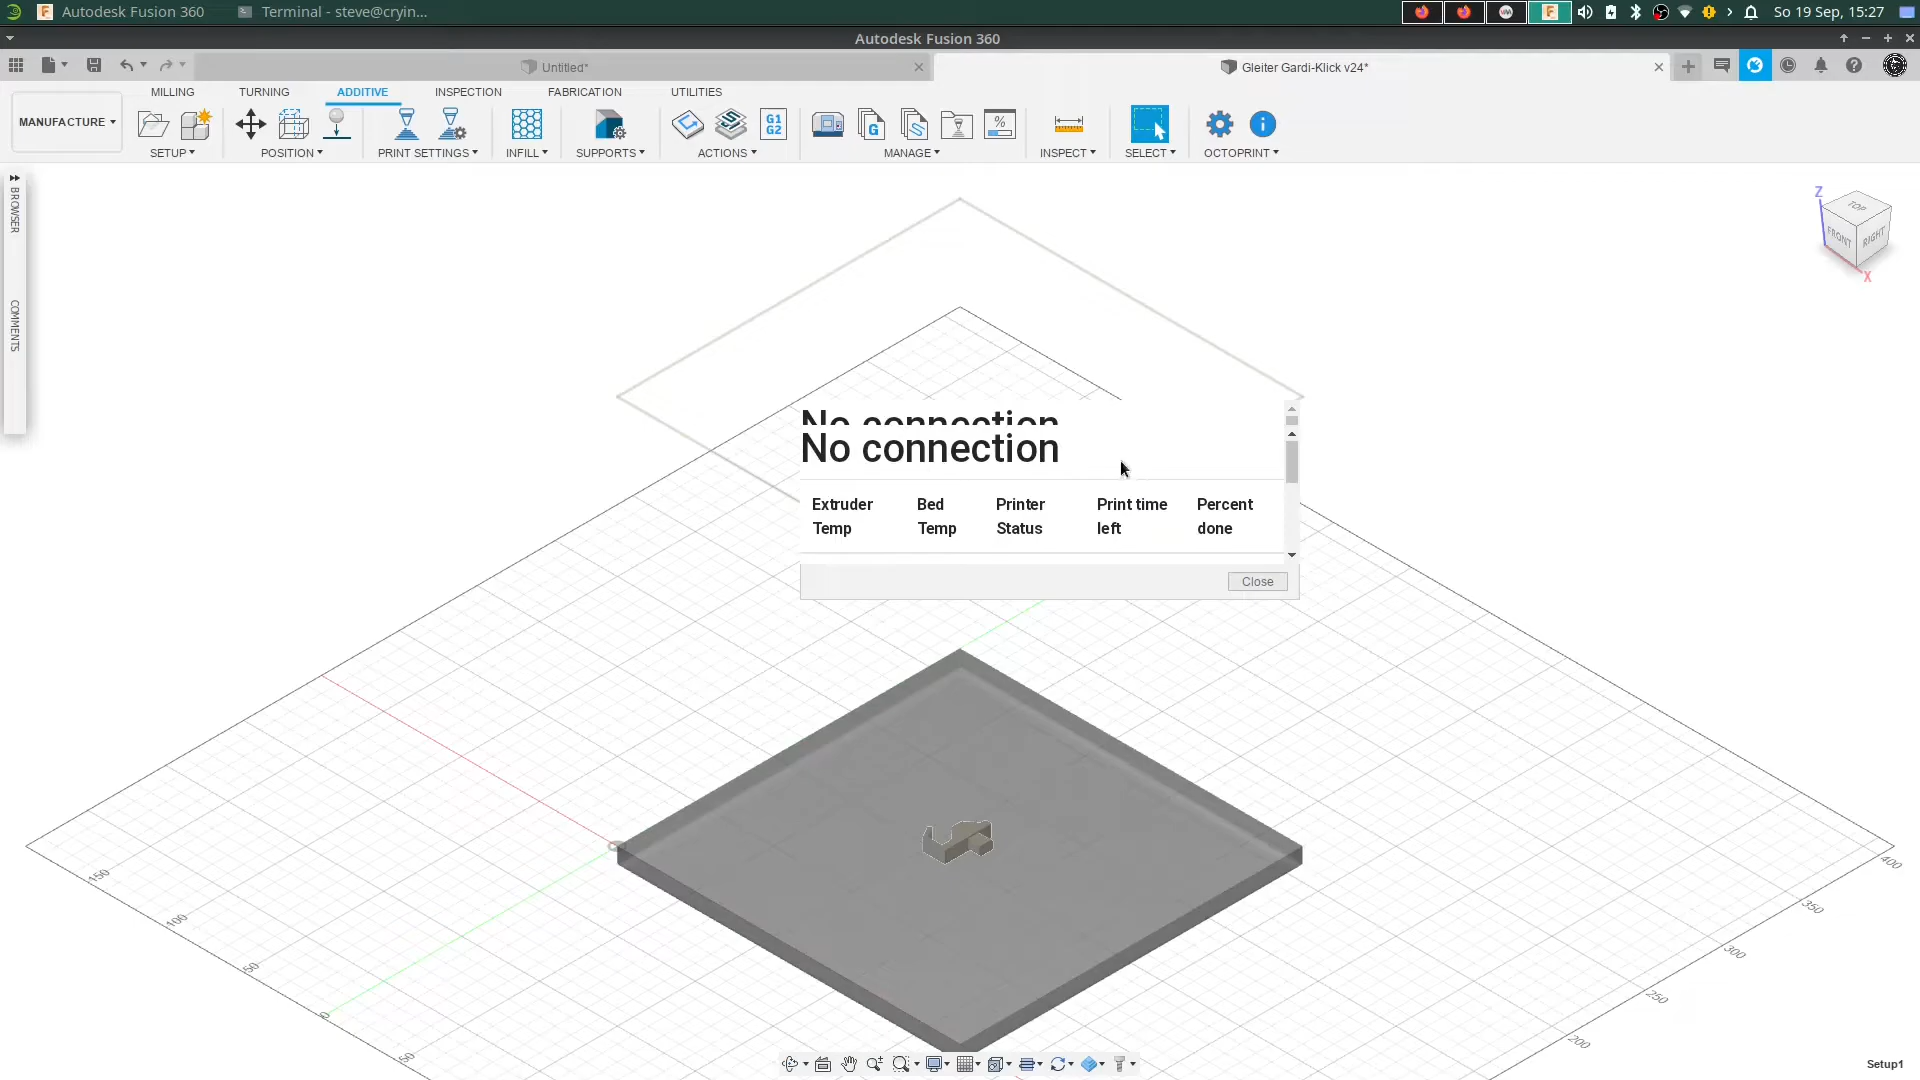 Autodesk Fusion 360
Terminal - steve@cryin...
So 19 Sep, 15:27
Autodesk Fusion 360
Untitled*
Gleiter Gardi-Klick v24*
MILLING
TURNING
ADDITIVE
INSPECTION
FABRICATION
UTILITIES
MANUFACTURE
G1
G2
G
%
SETUP
POSITION
PRINT SETTINGS
INFILL
SUPPORTS
ACTIONS
MANAGE
INSPECT
SELECT
OCTOPRINT
BROWSER
COMMENTS
Z
TOP
FRONT
RIGHT
X
No connection
No connection
Extruder Temp
Bed Temp
Printer Status
Print time left
Percent done
Close
150
100
50
0
50
400
350
300
250
200
Setup1